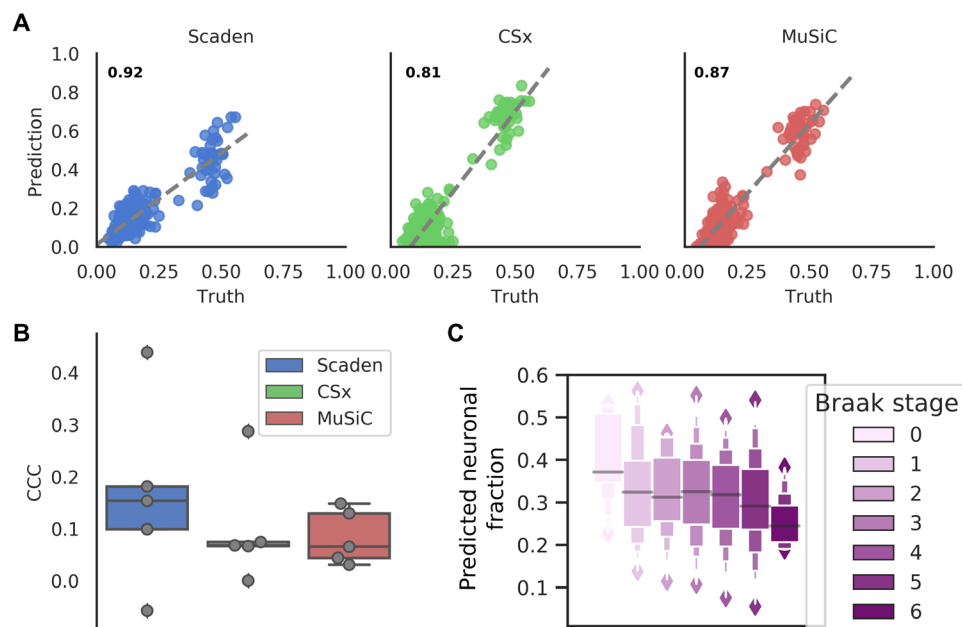 A
Scaden
CSx
MuSiC
1.0
0.8
0.6
0.4
0.2
0.0
Prediction
0.92
0.81
0.87
0.00 0.25 0.50 0.75 1.00
0.00 0.25 0.50 0.75 1.00
0.00 0.25 0.50 0.75 1.00
Truth
Truth
Truth
B
CCC
0.4
0.3
0.2
0.1
0.0
Scaden
CSx
MuSiC
C
Predicted neuronal
fraction
0.6
0.5
0.4
0.3
0.2
0.1
Braak stage
0
1
2
3
4
5
6